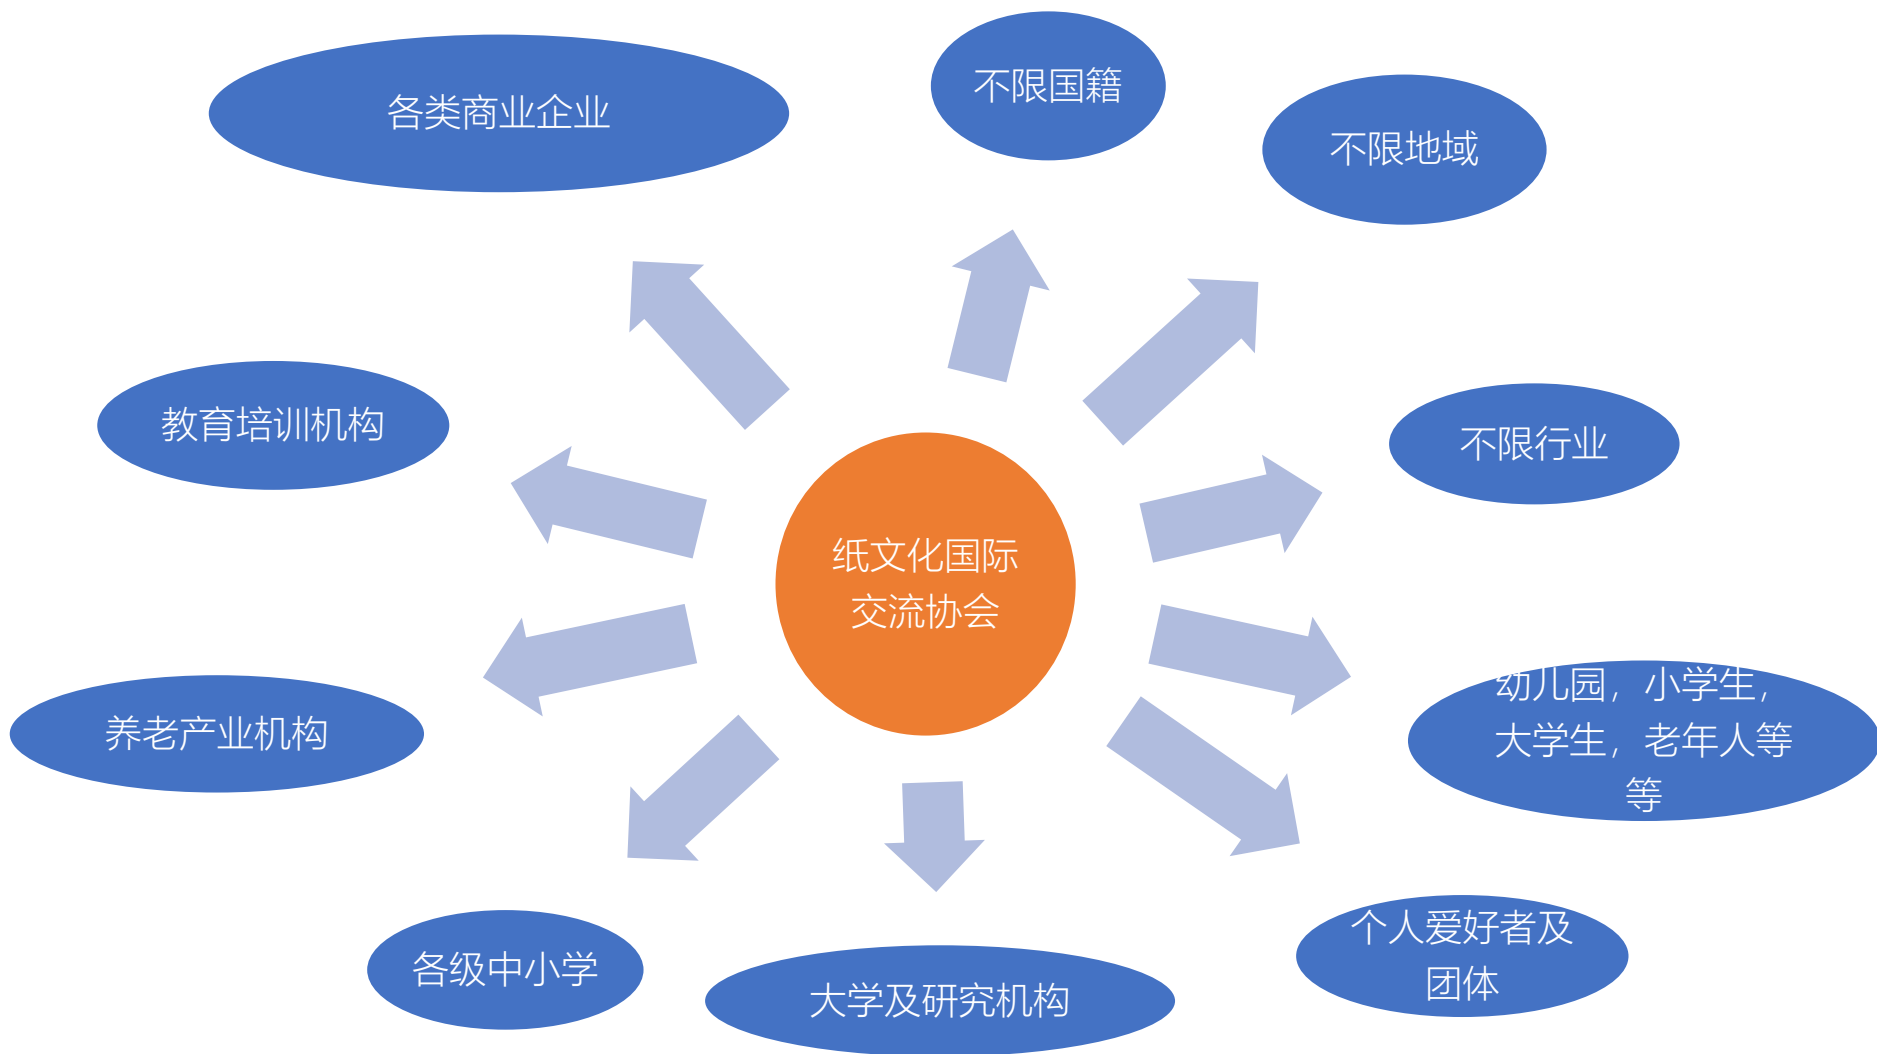 不限国籍
各类商业企业
不限地域
教育培训机构
不限行业
纸文化国际
交流协会
养老产业机构
幼儿园，小学生，
大学生，老年人等
等
个人爱好者及
团体
各级中小学
大学及研究机构